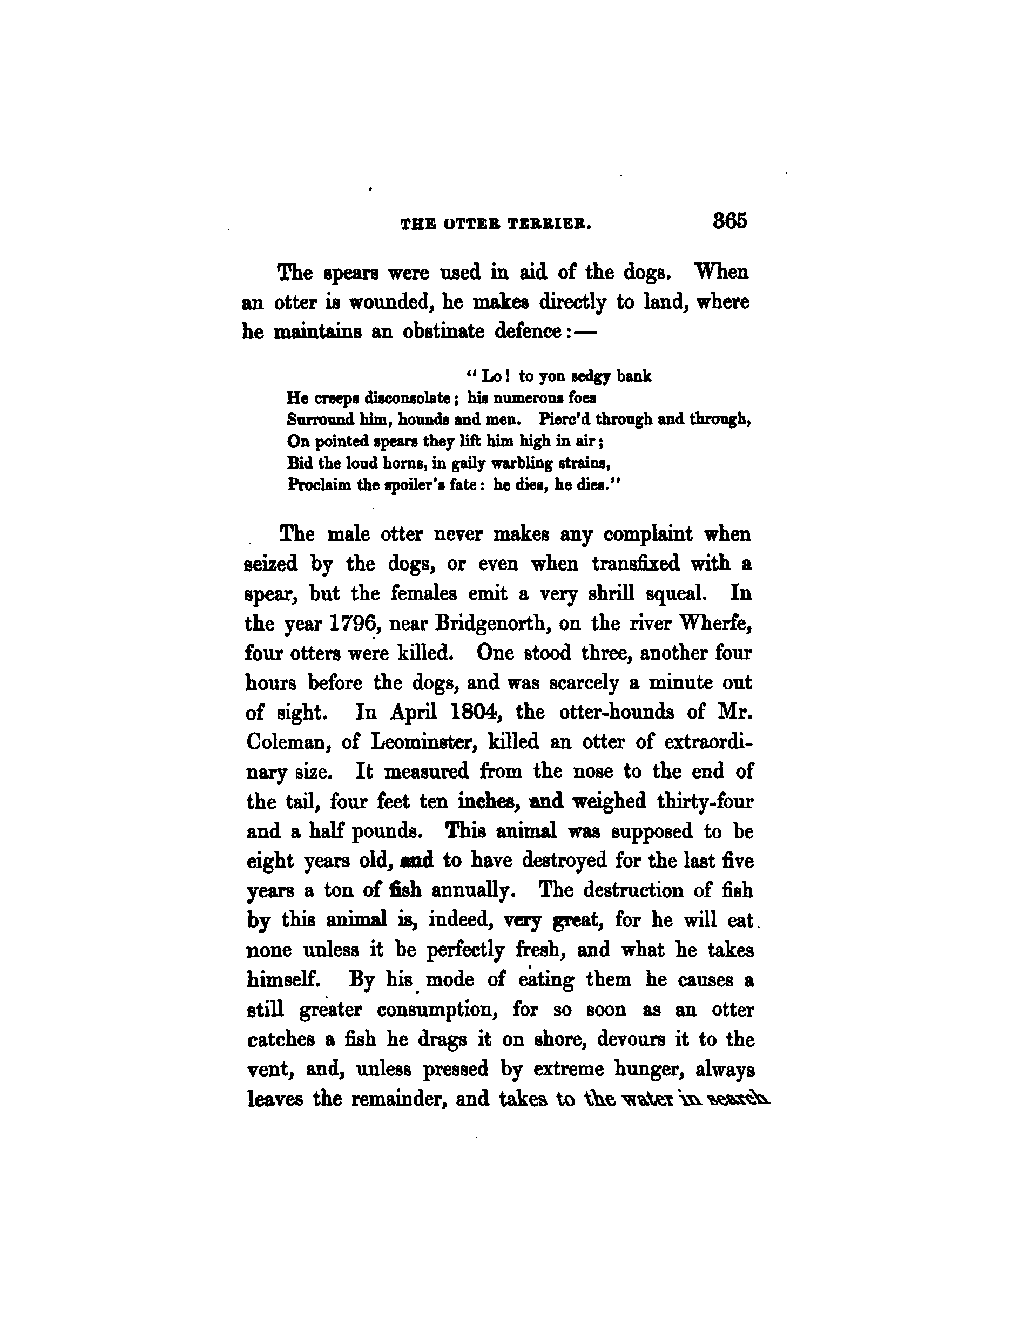 THE OTTER TERRIER. 365
The spears were used in aid of the dogs. When
an otter is wounded, he makes directly to land, where
he maintains an obstinate defence:—
"Lo! to yon sedgy bank
He creeps disconsolate; his numerous foes
Surround him, hounds and men. Pierc'd through and through,
On pointed spears they lift him high in air;
Bid the loud horns, in gaily warbling strains,
Proclaim the spoiler's fate: he dies, he dies."
The male otter never makes any complaint when
seized by the dogs, or even when transfixed with a
spear, but the females emit a very shrill squeal. In
the year 1796, near Bridgenorth, on the river Wherfe,
four otters were killed. One stood three, another four
hours before the dogs, and was scarcely a minute out
of sight. In April 1804, the otter-hounds of Mr.
Coleman, of Leominster, killed an otter of extraordi-
nary size. It measured from the nose to the end of
the tail, four feet ten inches, and weighed thirty-four
and a half pounds. This animal was supposed to be
eight years old, and to have destroyed for the last five
years a ton of fish annually. The destruction of fish
by this animal is, indeed, very great, for he will eat
none unless it be perfectly fresh, and what he takes
himself. By his mode of eating them he causes a
still greater consumption, for so soon as an otter
catches a fish he drags it on shore, devours it to the
vent, and, unless pressed by extreme hunger, always
leaves the remainder, and takes to the water in search